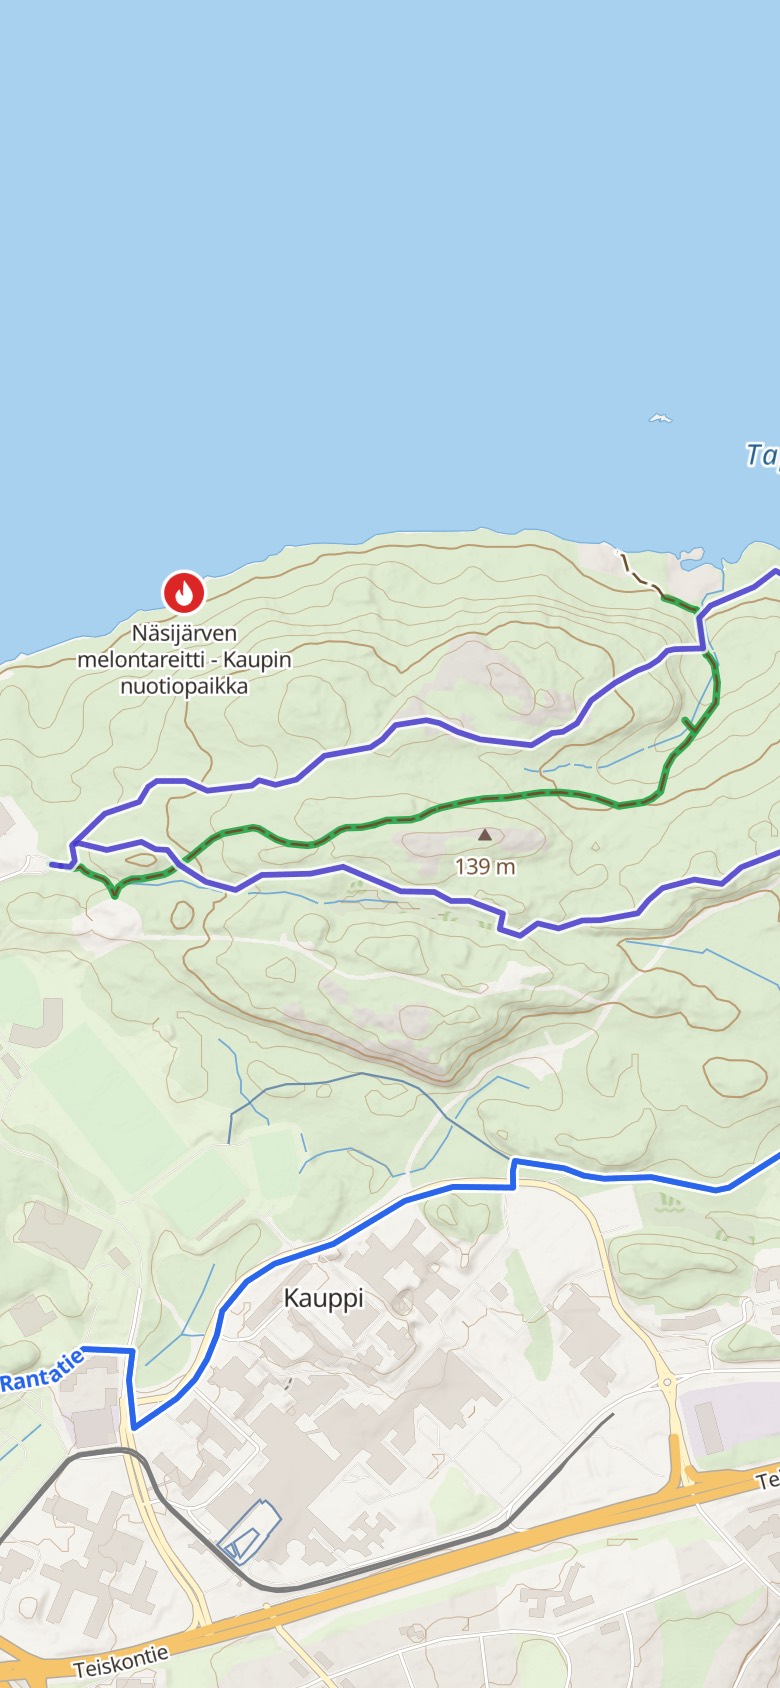 Näsijärven
melontareitti - Kaupin
nuotiopaikka
139 m
Kauppi
Rantatie
Teiskontie